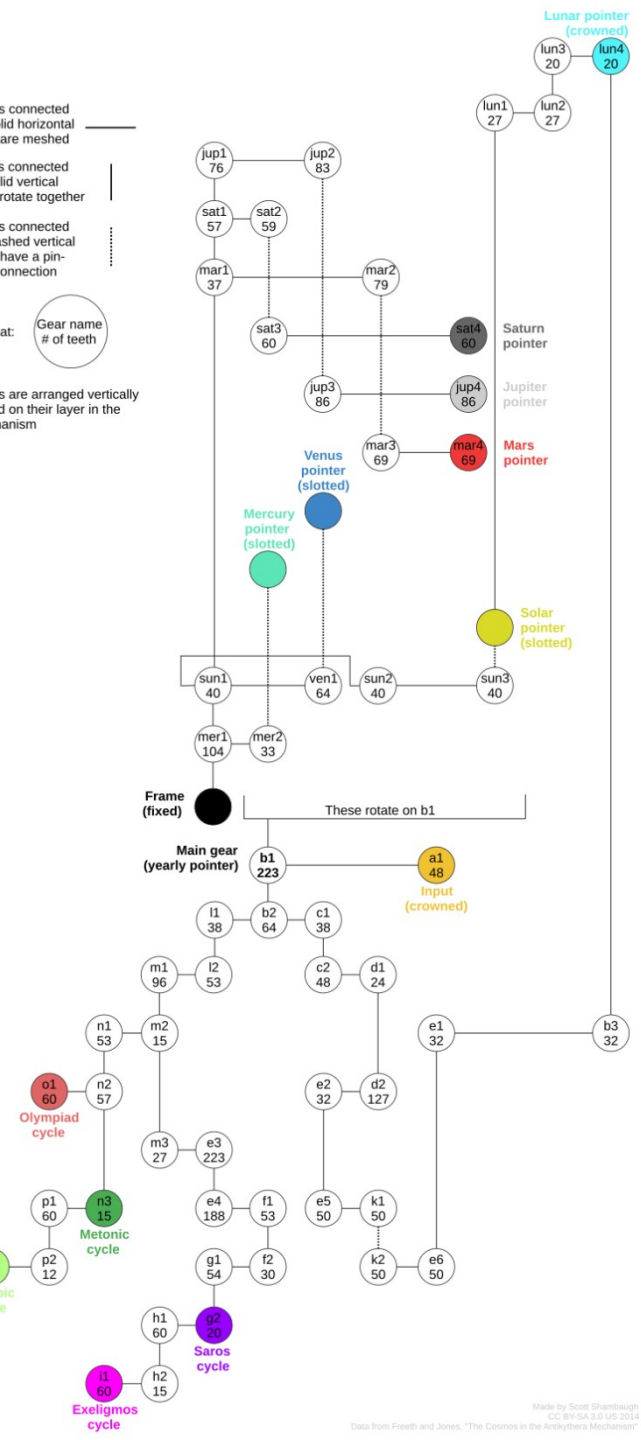 Lunar pointer
(crowned)
lun3
20
lun4
20
lun1
27
lun2
27
s connected
lid horizontal
are meshed
s connected
lid vertical
rotate together
s connected
ashed vertical
have a pin-
onnection
at:
Gear name
# of teeth
s are arranged vertically
d on their layer in the
hanism
jup1
76
jup2
83
sat1
57
sat2
59
mar1
37
mar2
79
sat3
60
sat4
60
Saturn
pointer
jup3
86
jup4
86
Jupiter
pointer
mar3
69
mar4
69
Mars
pointer
Venus
pointer
(slotted)
Mercury
pointer
(slotted)
Solar
pointer
(slotted)
sun1
40
ven1
64
sun2
40
sun3
40
mer1
104
mer2
33
Frame
(fixed)
These rotate on b1
Main gear
(yearly pointer)
b1
223
a1
48
Input
(crowned)
l1
38
b2
64
c1
38
m1
96
l2
53
c2
48
d1
24
n1
53
m2
15
e1
32
b3
32
o1
60
n2
57
e2
32
d2
127
Olympiad
cycle
m3
27
e3
223
p1
60
n3
15
e4
188
f1
53
e5
50
k1
50
Metonic
cycle
p2
12
g1
54
f2
30
k2
50
e6
50
pic
e
h1
60
g2
20
Saros
cycle
i1
60
h2
15
Exeligmos
cycle
Made by Scott Shambaugh
CC BY-SA 3.0 US 2014
Data from Freeth and Jones, "The Cosmos in the Antikythera Mechanism"